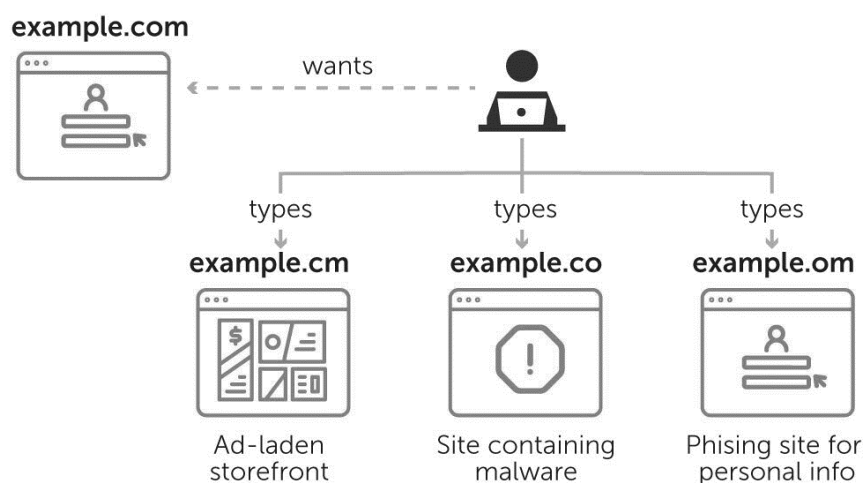 example.com
wants
types
types
types
example.cm
example.co
example.om
Ad-laden
storefront
Site containing
malware
Phising site for
personal info